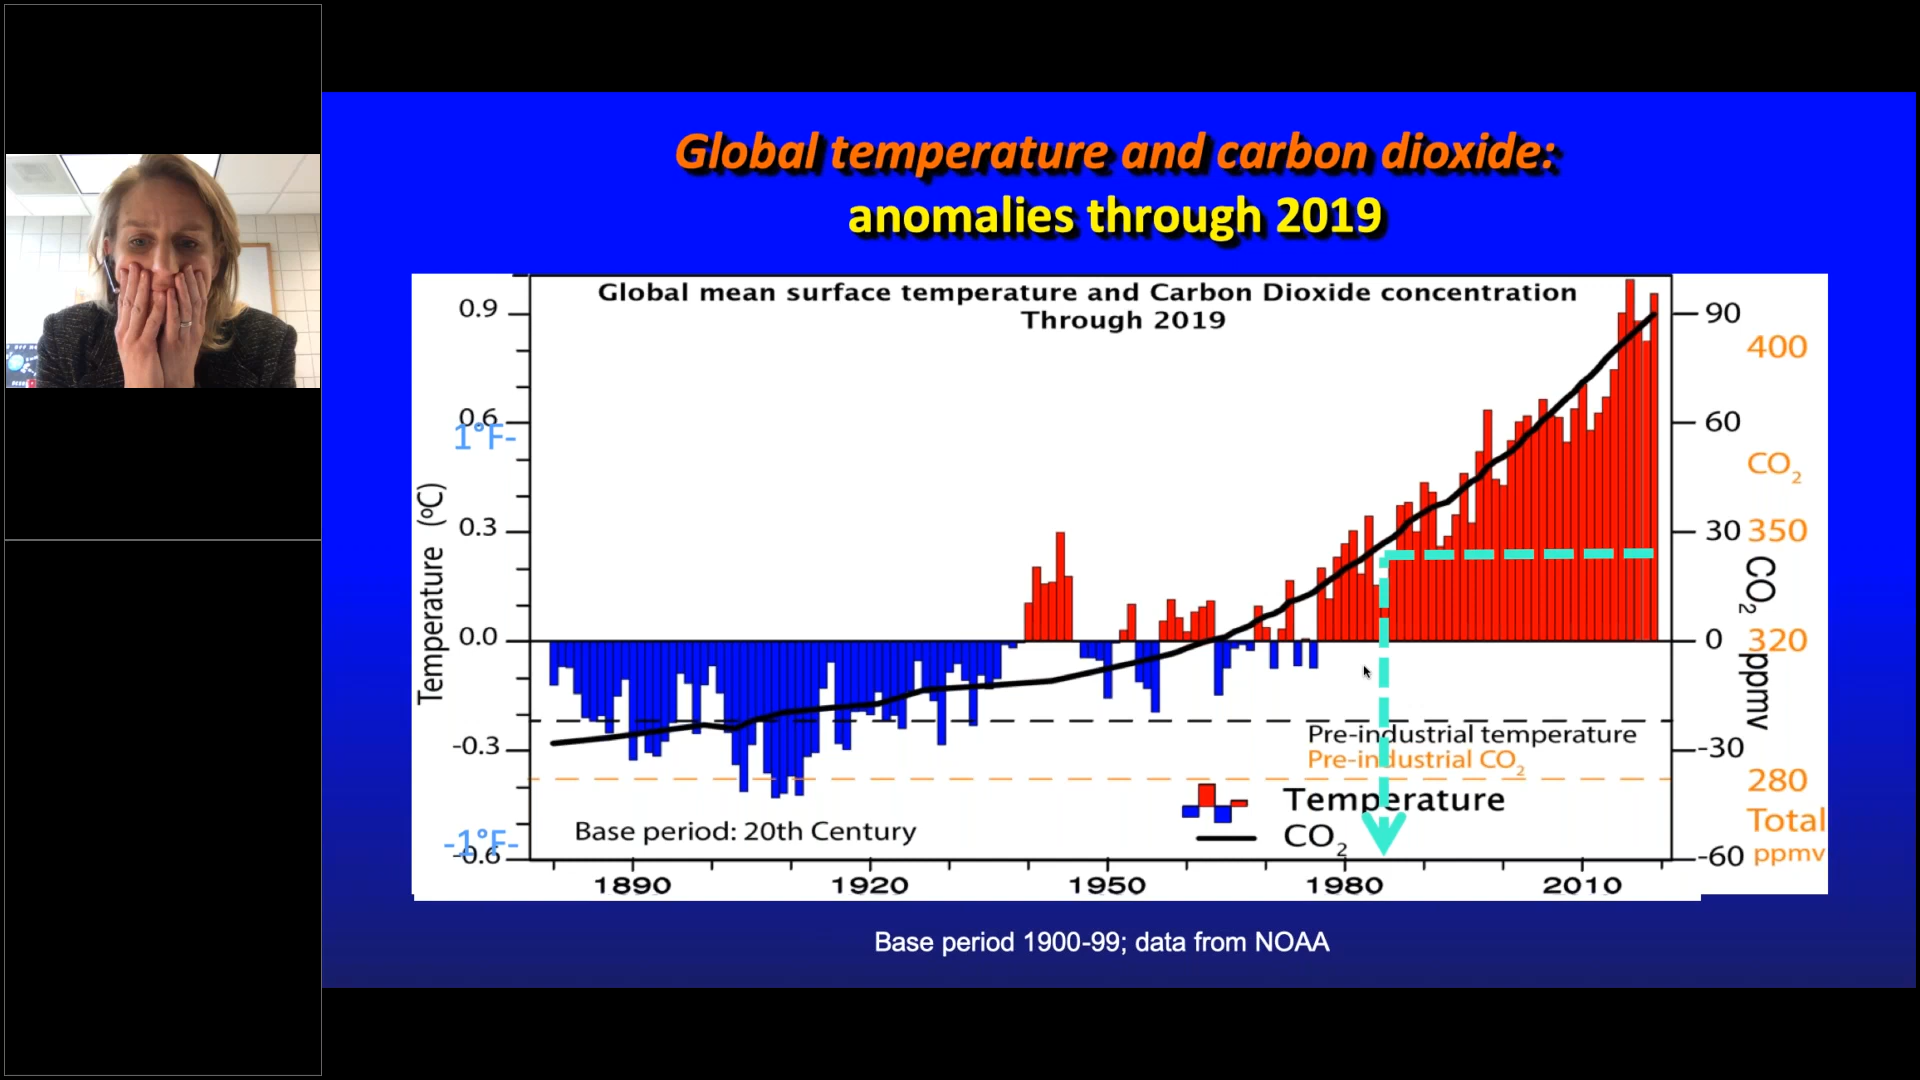 Global temperature and carbon dioxide:
anomalies through 2019
Global mean surface temperature and Carbon Dioxide concentration
Through 2019
0.9
0.6
1°F-
0.3
0.0
-0.3
-1°F-
-0.6
Temperature (ºC)
90
60
30
0
-30
-60
400
CO2
350
320
280
Total
ppmv
CO2 ppmv
Pre-industrial temperature
Pre-industrial CO2
Temperature
CO2
Base period: 20th Century
1890
1920
1950
1980
2010
Base period 1900-99; data from NOAA